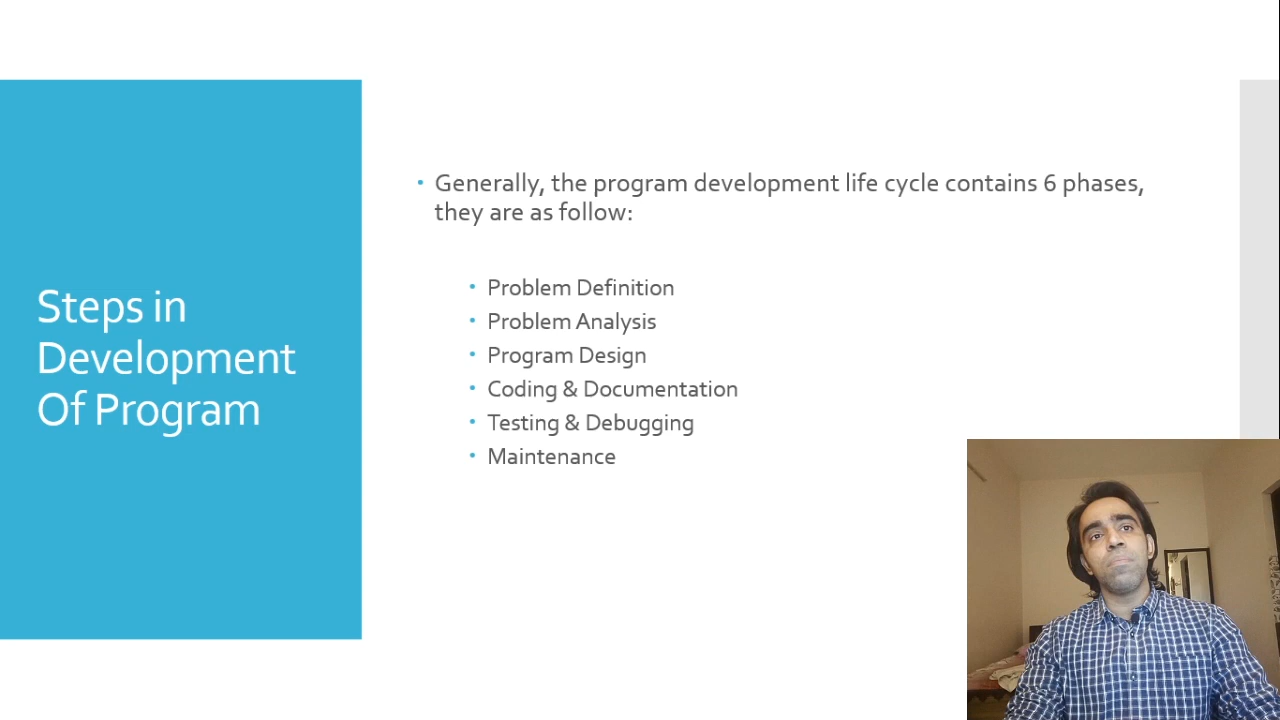 Steps in
Development
Of Program
Generally, the program development life cycle contains 6 phases,
they are as follow:
Problem Definition
Problem Analysis
Program Design
Coding & Documentation
Testing & Debugging
Maintenance